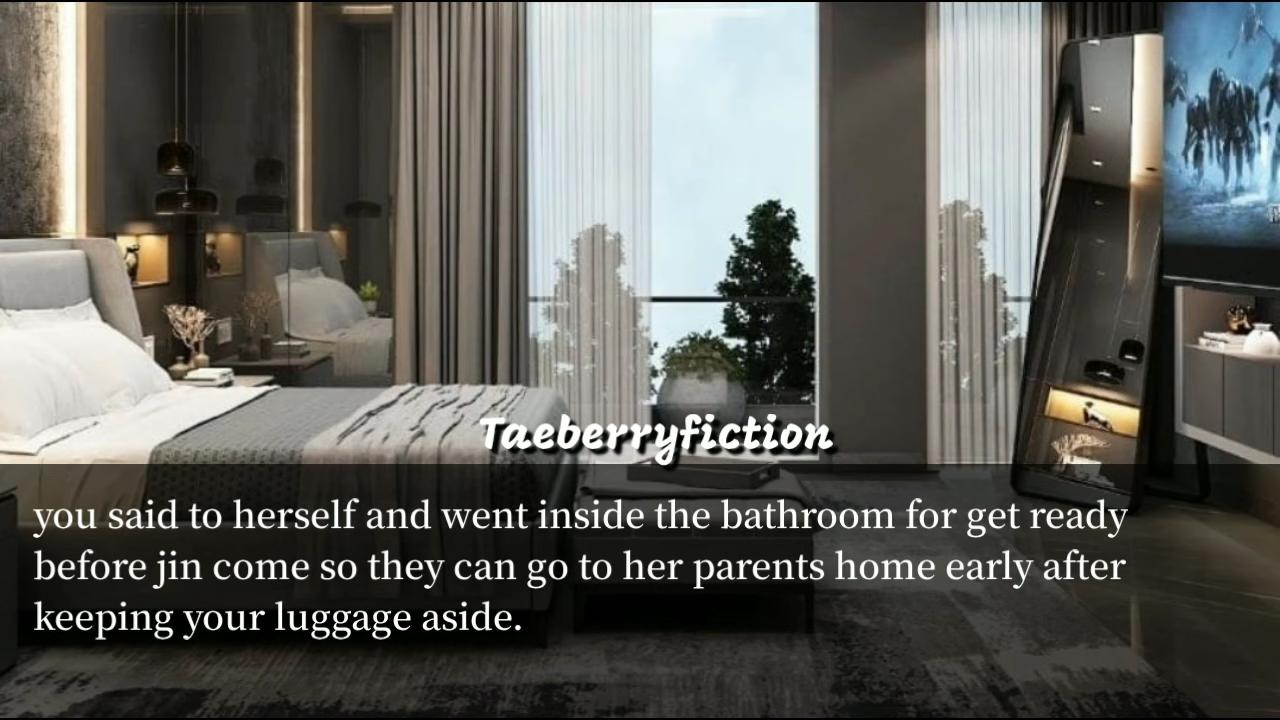 Taeberryfiction
you said to herself and went inside the bathroom for get ready
before jin come so they can go to her parents home early after
keeping your luggage aside.